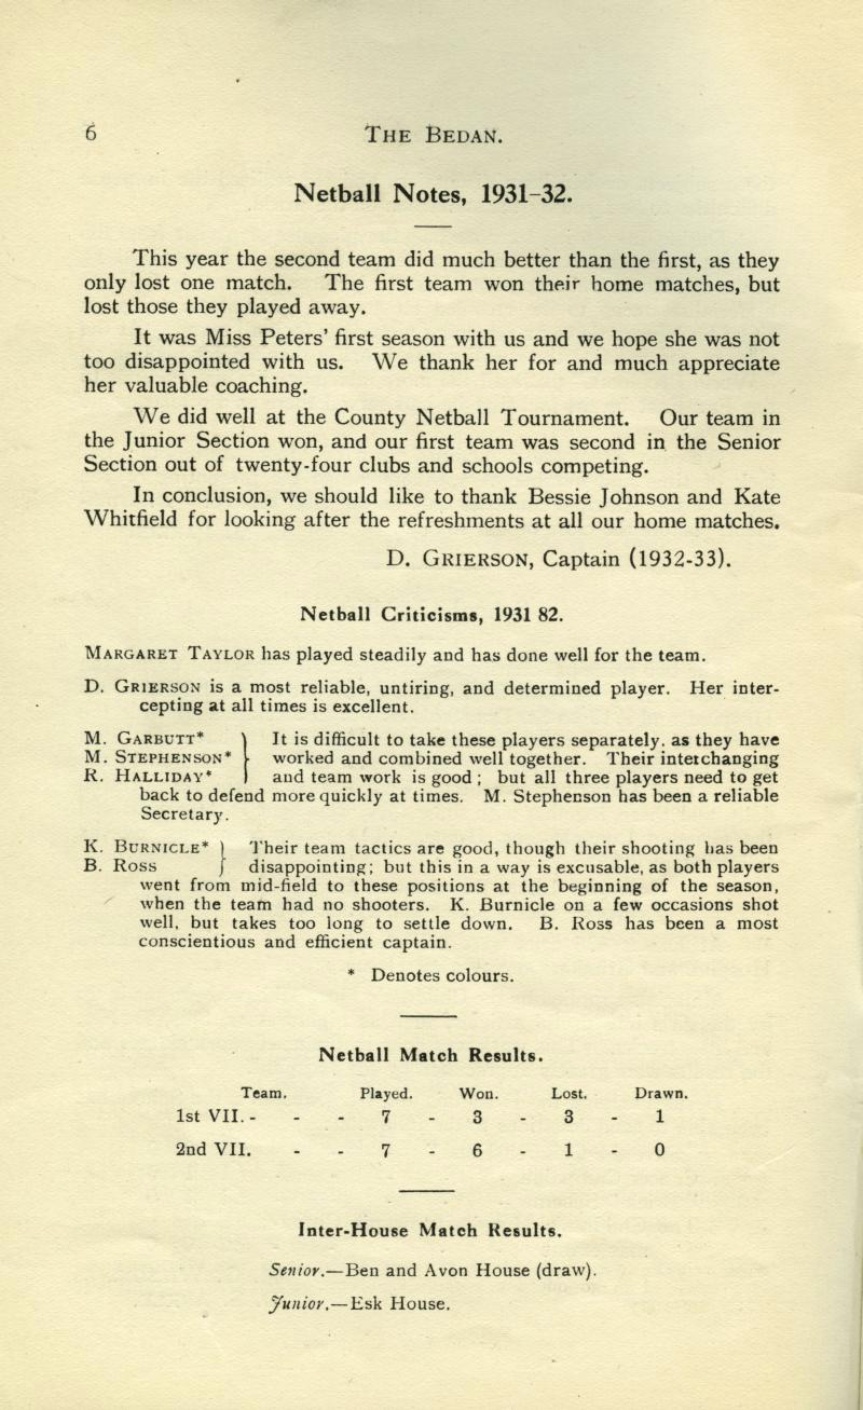 6
THE BEDAN.
Netball Notes, 1931-32.
This year the second team did much better than the first, as they
only lost one match. The first team won their home matches, but
lost those they played away.
It was Miss Peters' first season with us and we hope she was not
too disappointed with us. We thank her for and much appreciate
her valuable coaching.
We did well at the County Netball Tournament. Our team in
the Junior Section won, and our first team was second in the Senior
Section out of twenty-four clubs and schools competing.
In conclusion, we should like to thank Bessie Johnson and Kate
Whitfield for looking after the refreshments at all our home matches.
D. GRIERSON, Captain (1932-33).
Netball Criticisms, 1931 82.
MARGARET TAYLOR has played steadily and has done well for the team.
D. GRIERSON is a most reliable, untiring, and determined player. Her inter-
cepting at all times is excellent.
M. GARBUTT* } It is difficult to take these players separately. as they have
M. STEPHENSON* } worked and combined well together. Their interchanging
R. HALLIDAY* } and team work is good; but all three players need to get
back to defend more quickly at times. M. Stephenson has been a reliable
Secretary.
K. BURNICLE* } Their team tactics are good, though their shooting has been
B. ROSS } disappointing; but this in a way is excusable, as both players
went from mid-field to these positions at the beginning of the season,
when the team had no shooters. K. Burnicle on a few occasions shot
well, but takes too long to settle down. B. Ross has been a most
conscientious and efficient captain.
* Denotes colours.
Netball Match Results.
Team. Played. Won. Lost. Drawn.
1st VII. - - - 7 - 3 - 3 - 1
2nd VII. - - 7 - 6 - 1 - 0
Inter-House Match Results.
Senior.—Ben and Avon House (draw).
Junior.—Esk House.